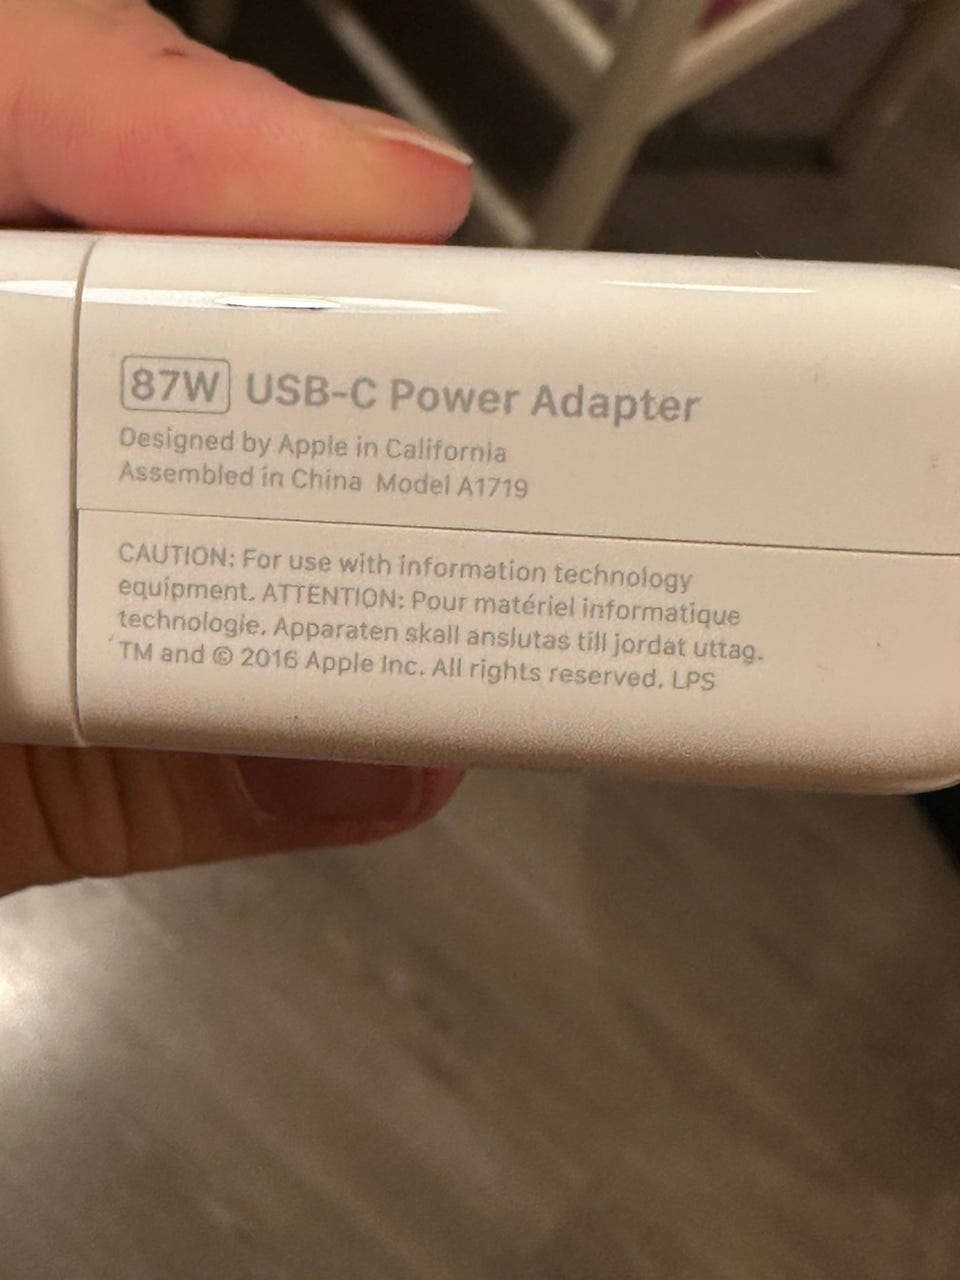 87W USB-C Power Adapter
Designed by Apple in California
Assembled in China Model A1719
CAUTION: For use with information technology
equipment. ATTENTION: Pour matériel informatique
technologie. Apparaten skall anslutas till jordat uttag.
TM and © 2016 Apple Inc. All rights reserved. LPS